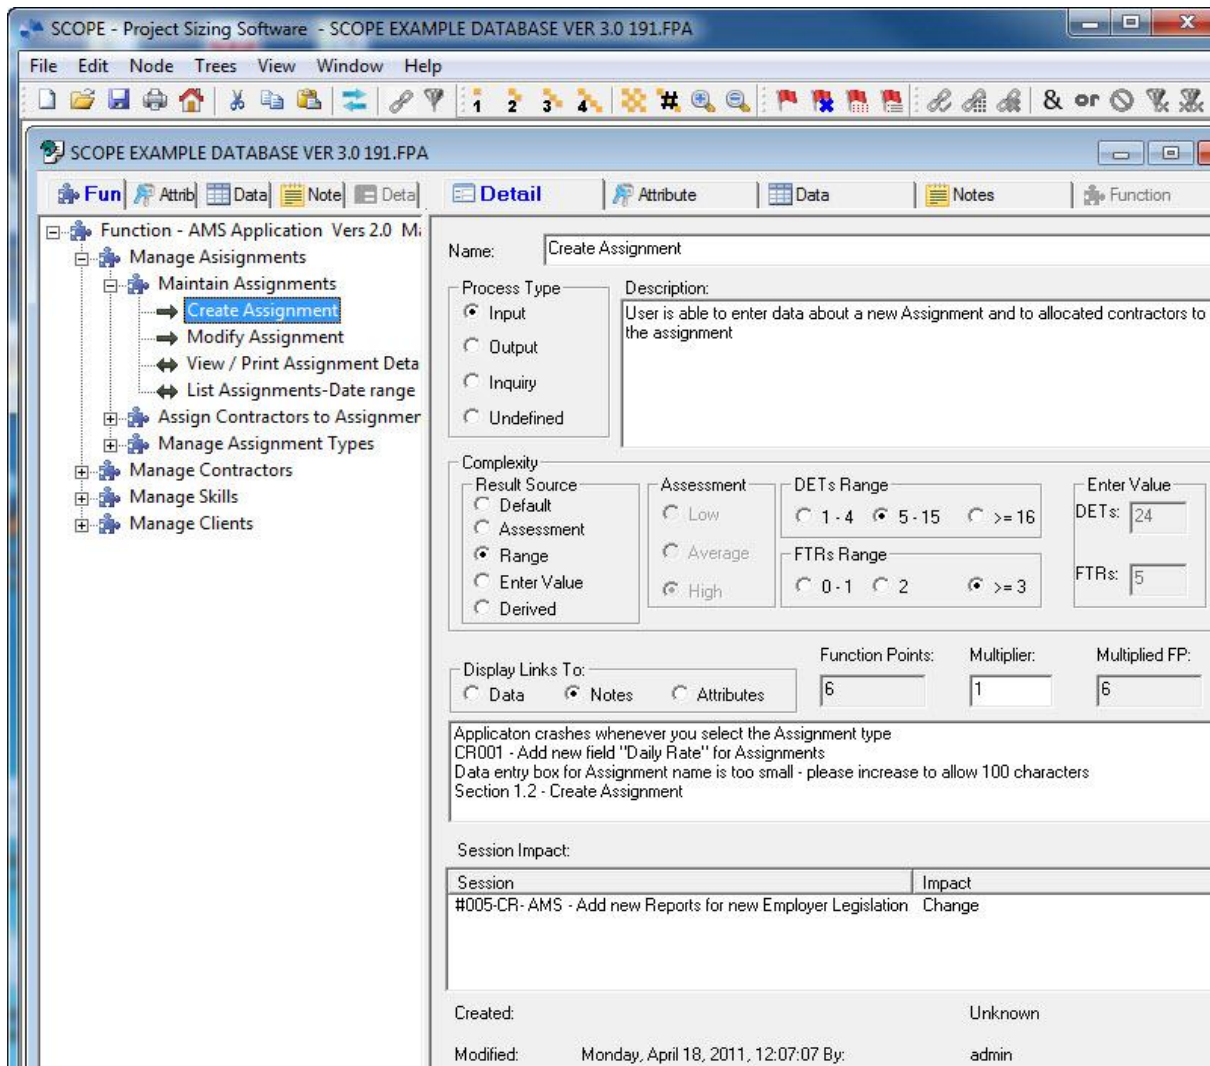 SCOPE - Project Sizing Software - SCOPE EXAMPLE DATABASE VER 3.0 191.FPA
File Edit Node Trees View Window Help
1 2 3 4 # & or
SCOPE EXAMPLE DATABASE VER 3.0 191.FPA
Fun Attrib Data Note Detai
Detail Attribute Data Notes Function
Function - AMS Application Vers 2.0
Manage Asisignments
Maintain Assignments
Create Assignment
Modify Assignment
View / Print Assignment Deta
List Assignments-Date range
Assign Contractors to Assignmen
Manage Assignment Types
Manage Contractors
Manage Skills
Manage Clients
Name: Create Assignment
Process Type
Input
Output
Inquiry
Undefined
Description:
User is able to enter data about a new Assignment and to allocated contractors to
the assignment
Complexity
Result Source
Default
Assessment
Range
Enter Value
Derived
Assessment
Low
Average
High
DETs Range
1 - 4 5 - 15 >= 16
FTRs Range
0 - 1 2 >= 3
Enter Value
DETs: 24
FTRs: 5
Display Links To:
Data Notes Attributes
Function Points: Multiplier: Multiplied FP:
6 1 6
Applicaton crashes whenever you select the Assignment type
CR001 - Add new field "Daily Rate" for Assignments
Data entry box for Assignment name is too small - please increase to allow 100 characters
Section 1.2 - Create Assignment
Session Impact:
Session Impact
#005-CR- AMS - Add new Reports for new Employer Legislation Change
Created: Unknown
Modified: Monday, April 18, 2011, 12:07:07 By: admin